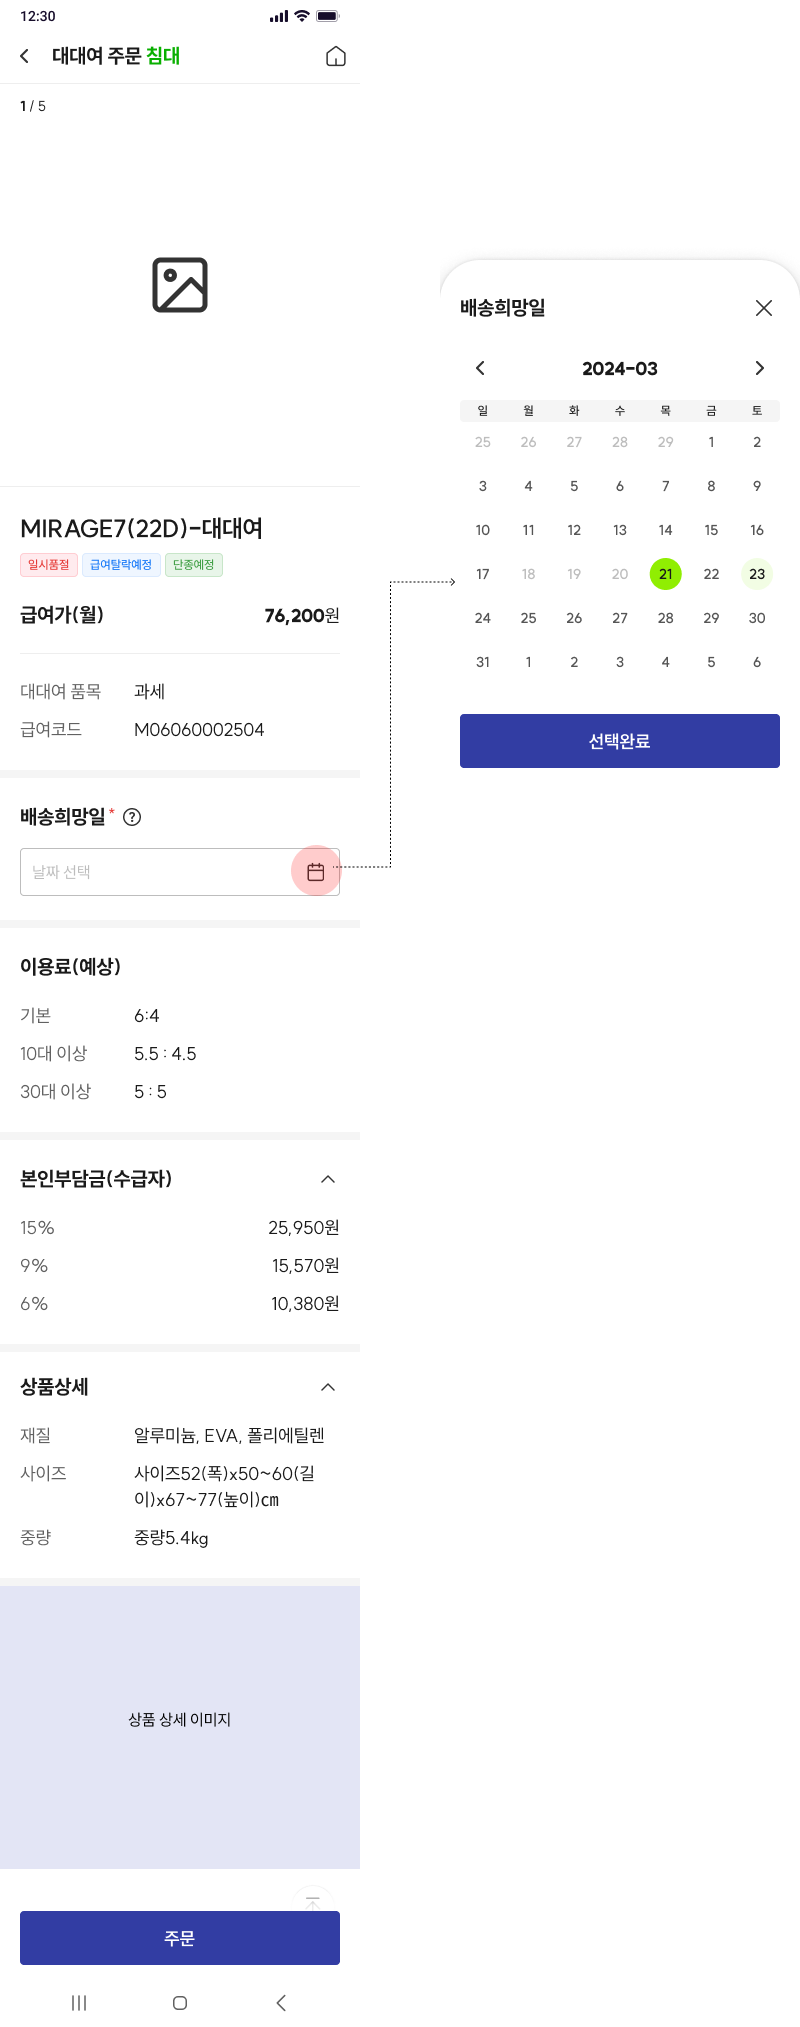 12:30
대대여 주문 침대
1 / 5
MIRAGE7(22D)-대대여
일시품절 급여탈락예정 단종예정
급여가(월) 76,200원
대대여 품목 과세
급여코드 M06060002504
배송희망일 *
날짜 선택
이용료(예상)
기본 6:4
10대 이상 5.5 : 4.5
30대 이상 5 : 5
본인부담금(수급자)
15% 25,950원
9% 15,570원
6% 10,380원
상품상세
재질 알루미늄, EVA, 폴리에틸렌
사이즈 사이즈52(폭)x50~60(길
이)x67~77(높이)㎝
중량 중량5.4kg
상품 상세 이미지
주문
배송희망일
2024-03
일 월 화 수 목 금 토
25 26 27 28 29 1 2
3 4 5 6 7 8 9
10 11 12 13 14 15 16
17 18 19 20 21 22 23
24 25 26 27 28 29 30
31 1 2 3 4 5 6
선택완료